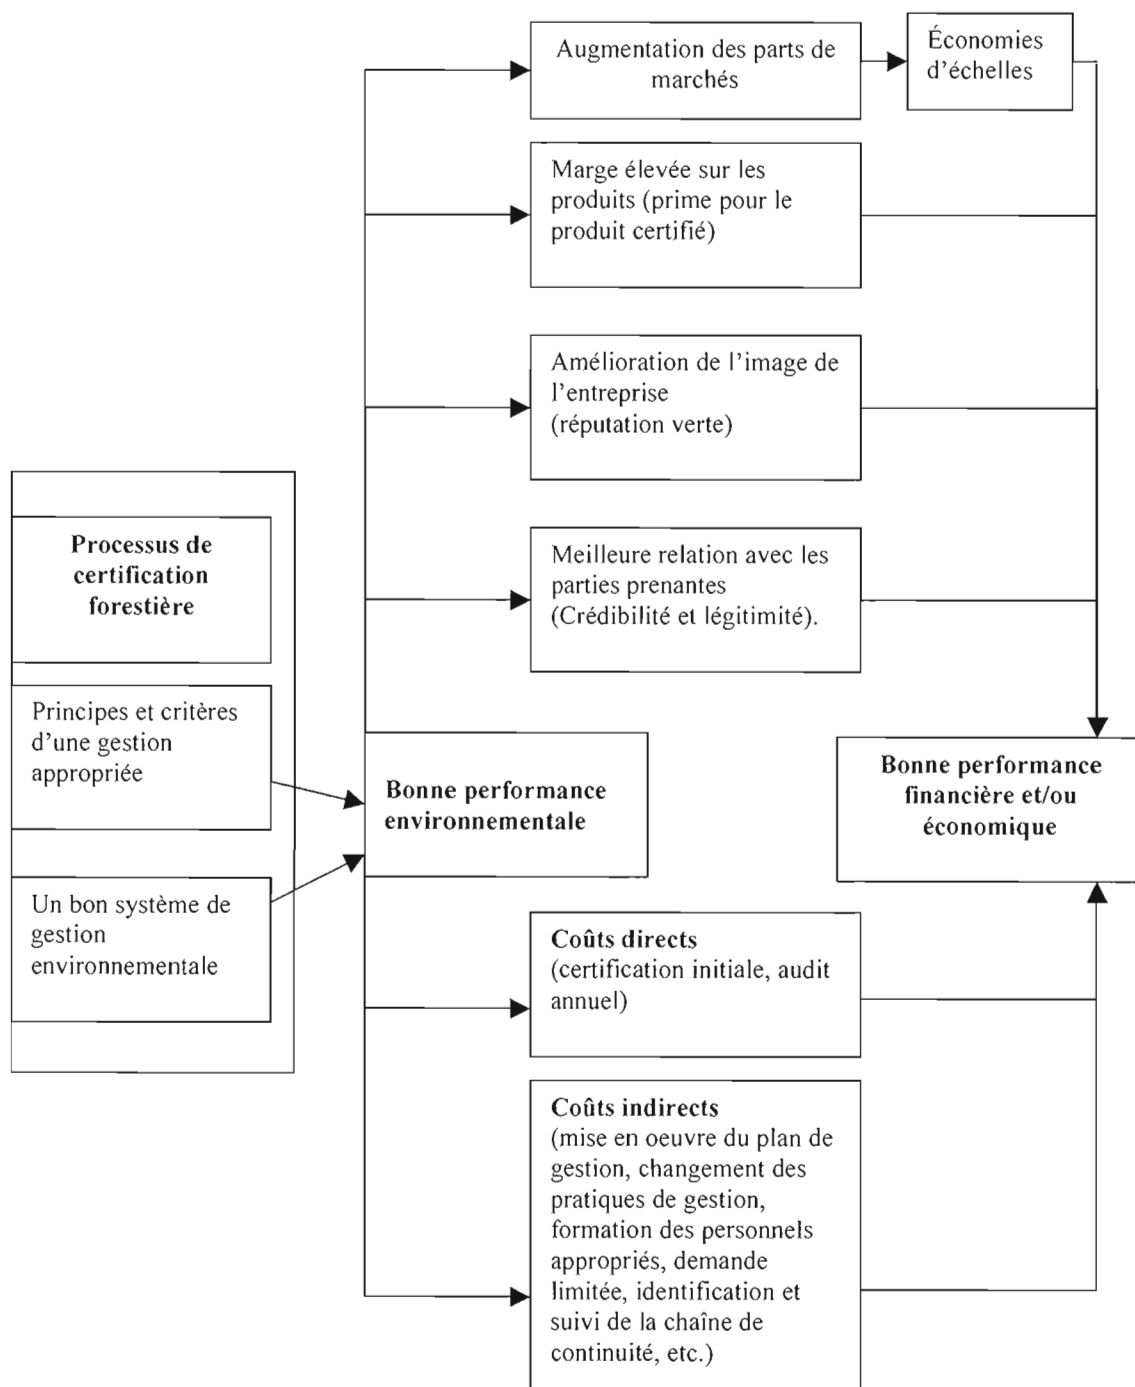 Augmentation des parts de
marchés
Économies
d'échelles
Marge élevée sur les
produits (prime pour le
produit certifié)
Amélioration de l'image de
l'entreprise
(réputation verte)
Processus de
certification
forestière
Meilleure relation avec les
parties prenantes
(Crédibilité et légitimité).
Principes et critères
d'une gestion
appropriée
Bonne performance
environnementale
Bonne performance
financière et/ou
économique
Un bon système de
gestion
environnementale
Coûts directs
(certification initiale, audit
annuel)
Coûts indirects
(mise en oeuvre du plan de
gestion, changement des
pratiques de gestion,
formation des personnels
appropriés, demande
limitée, identification et
suivi de la chaîne de
continuité, etc.)